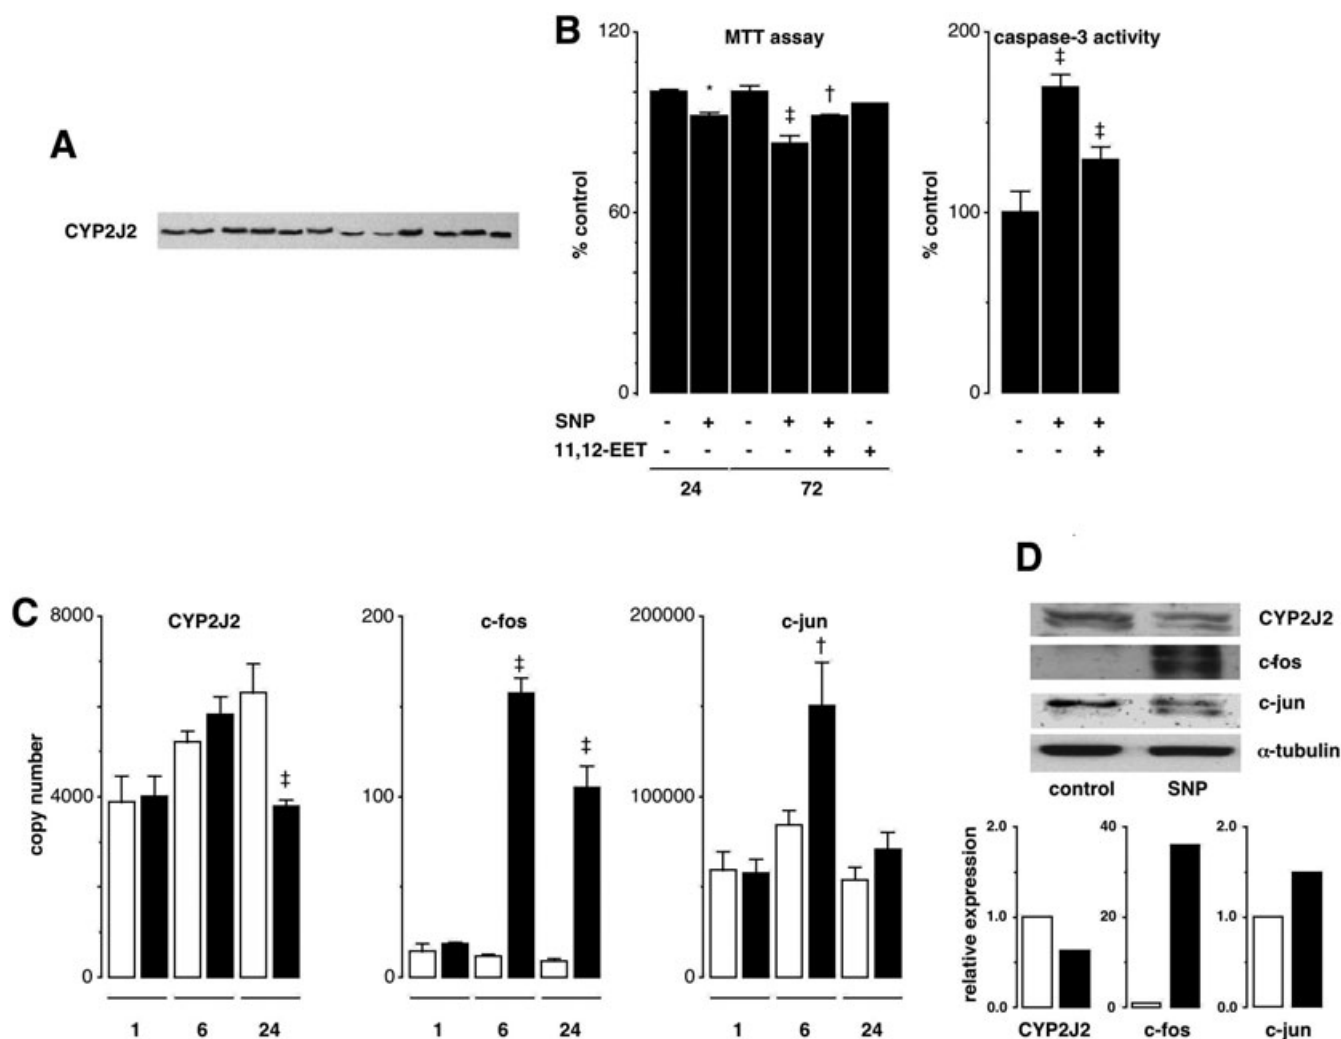 A
CYP2J2
B
MTT assay
120
60
0
% control
*
‡
†
caspase-3 activity
200
100
0
% control
‡
‡
SNP - + - + + - - + +
11,12-EET - - - - + + - - +
24 72
C
CYP2J2
8000
4000
0
copy number
‡
1 6 24
c-fos
200
100
0
‡
‡
1 6 24
c-jun
200000
100000
0
†
1 6 24
D
CYP2J2
c-fos
c-jun
α-tubulin
control SNP
relative expression
2.0
1.0
0.0
CYP2J2
40
20
0
c-fos
2.0
1.0
0.0
c-jun